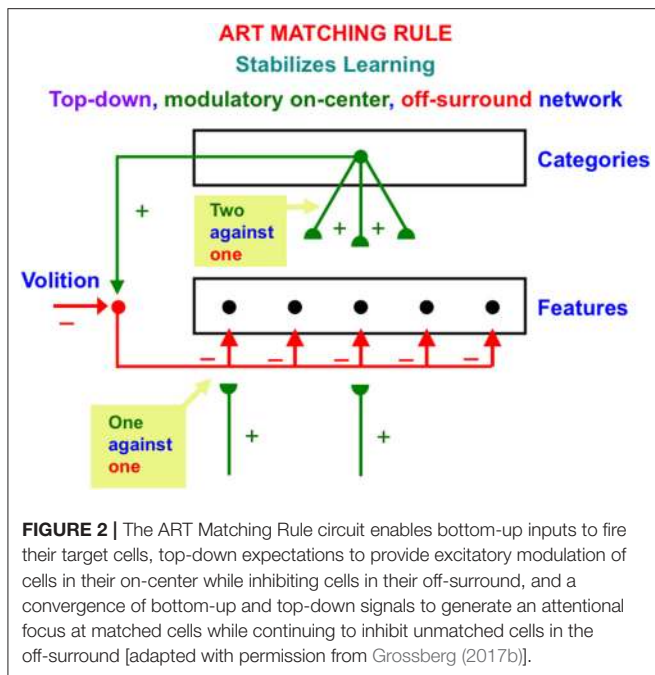 ART MATCHING RULE
Stabilizes Learning
Top-down, modulatory on-center, off-surround network
Categories
+
Two
against
one
+ +
Volition
–
Features
– – – – –
One
against
one
+ +
FIGURE 2 | The ART Matching Rule circuit enables bottom-up inputs to fire
their target cells, top-down expectations to provide excitatory modulation of
cells in their on-center while inhibiting cells in their off-surround, and a
convergence of bottom-up and top-down signals to generate an attentional
focus at matched cells while continuing to inhibit unmatched cells in the
off-surround [adapted with permission from Grossberg (2017b)].